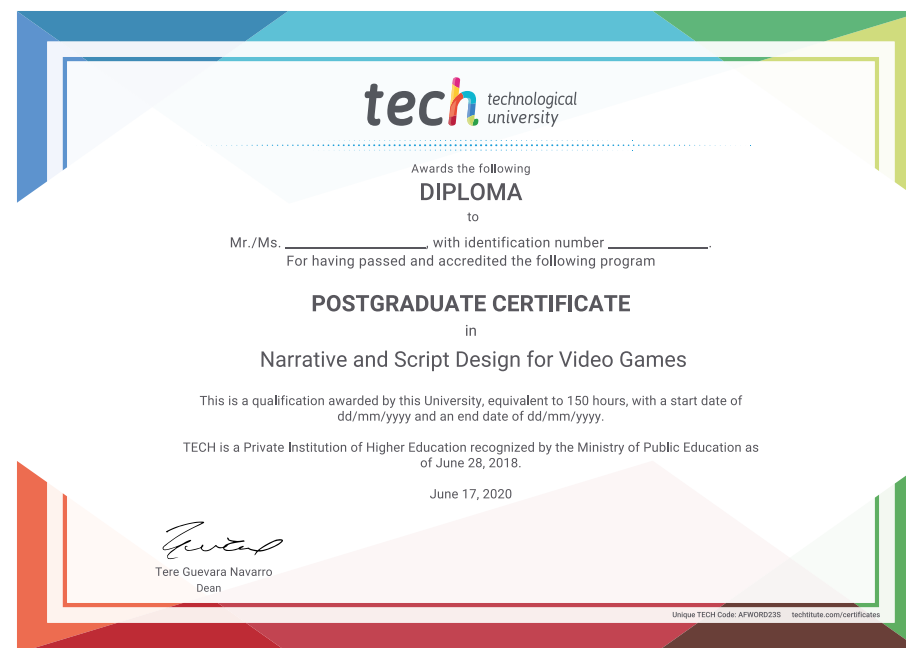 tech technological
university
Awards the following
DIPLOMA
to
Mr./Ms. ____________________, with identification number ______________.
For having passed and accredited the following program
POSTGRADUATE CERTIFICATE
in
Narrative and Script Design for Video Games
This is a qualification awarded by this University, equivalent to 150 hours, with a start date of
dd/mm/yyyy and an end date of dd/mm/yyyy.
TECH is a Private Institution of Higher Education recognized by the Ministry of Public Education as
of June 28, 2018.
June 17, 2020
Tere Guevara Navarro
Dean
Unique TECH Code: AFWORD23S techtitute.com/certificates